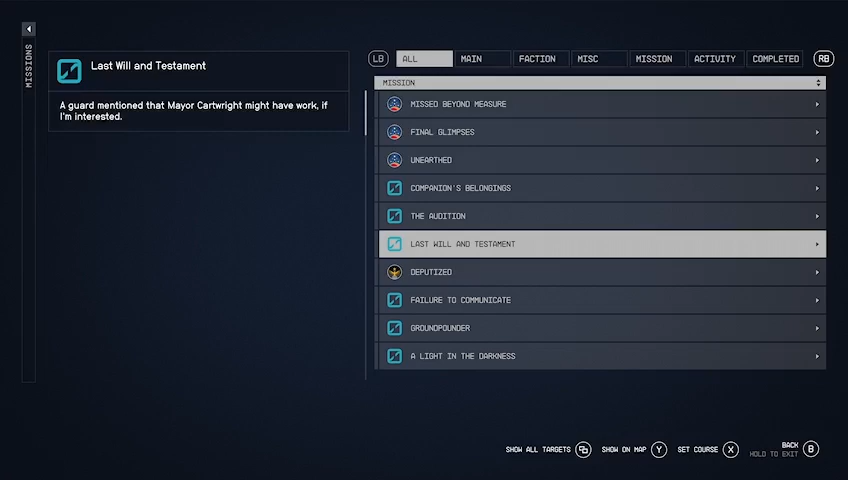 MISSIONS
Last Will and Testament
A guard mentioned that Mayor Cartwright might have work, if
I'm interested.
LB ALL MAIN FACTION MISC MISSION ACTIVITY COMPLETED RB
MISSION
MISSED BEYOND MEASURE
FINAL GLIMPSES
UNEARTHED
COMPANION'S BELONGINGS
THE AUDITION
LAST WILL AND TESTAMENT
DEPUTIZED
FAILURE TO COMMUNICATE
GROUNDPOUNDER
A LIGHT IN THE DARKNESS
SHOW ALL TARGETS SHOW ON MAP Y SET COURSE X BACK B
HOLD TO EXIT